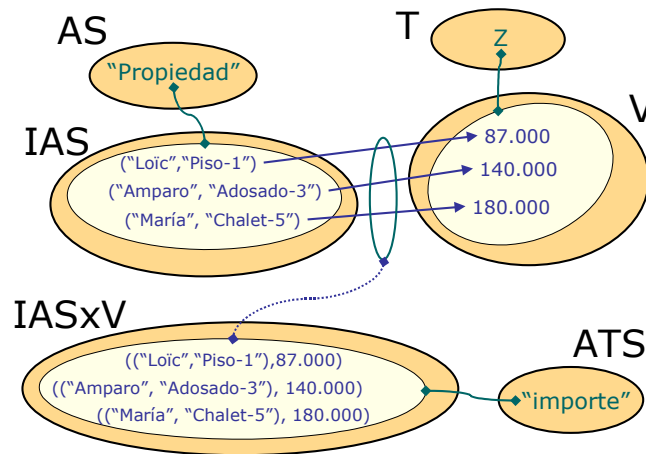 AS
T
“Propiedad”
Z
IAS
V
(“Loïc”,“Piso-1”)
87.000
(“Amparo”, “Adosado-3”)
140.000
(“María”, “Chalet-5”)
180.000
IASxV
ATS
((“Loïc”,“Piso-1”),87.000)
((“Amparo”, “Adosado-3”), 140.000)
((“María”, “Chalet-5”), 180.000)
“importe”